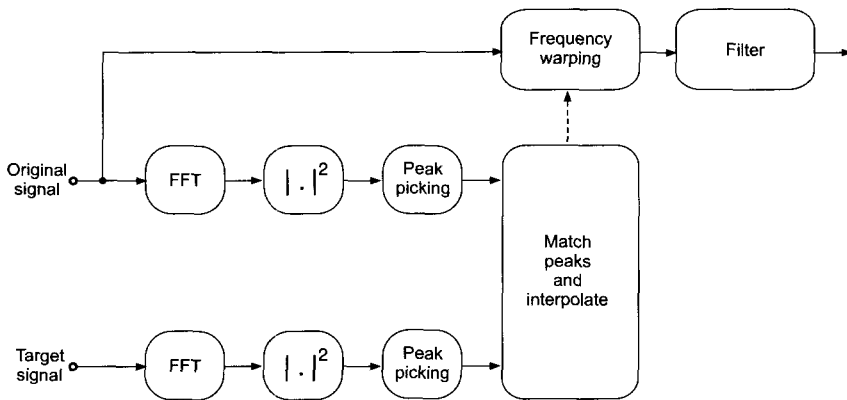 Frequency
warping
Filter
Original
signal
FFT
| . |²
Peak
picking
Match
peaks
and
interpolate
Target
signal
FFT
| . |²
Peak
picking